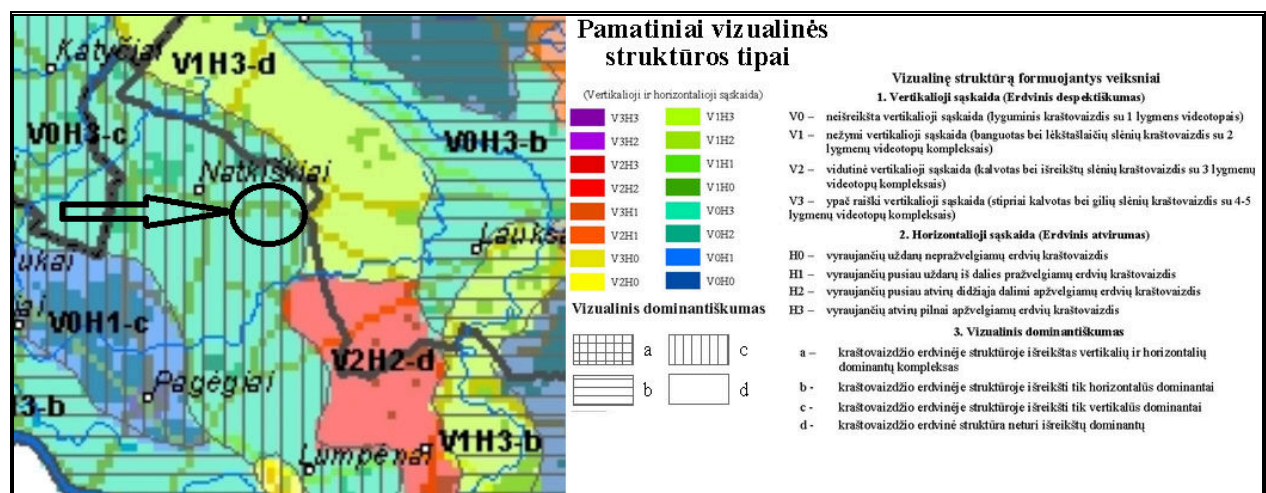 Katyčiai
V1H3-d
V0H3-c
V0H3-b
Natkiškiai
Lauksa
ukai
V0H1-c
V2H2-d
Pagėgiai
3-b
V1H3-b
Lumpėnai
Pamatiniai vizualinės
struktūros tipai
(Vertikalioji ir horizontalioji sąskaida)
V3H3 V1H3
V3H2 V1H2
V2H3 V1H1
V2H2 V1H0
V3H1 V0H3
V2H1 V0H2
V3H0 V0H1
V2H0 V0H0
Vizualinis dominantiškumas
a c
b d
Vizualinę struktūrą formuojantys veiksniai
1. Vertikalioji sąskaida (Erdvinis despektiškumas)
V0 – neišreikšta vertikalioji sąskaida (lyguminis kraštovaizdis su 1 lygmens videotopais)
V1 – nežymi vertikalioji sąskaida (banguotas bei lėkštašlaičių slėnių kraštovaizdis su 2
lygmenų videotopų kompleksais)
V2 – vidutinė vertikalioji sąskaida (kalvotas bei išreikštų slėnių kraštovaizdis su 3 lygmenų
videotopų kompleksais)
V3 – ypač raiški vertikalioji sąskaida (stipriai kalvotas bei gilių slėnių kraštovaizdis su 4-5
lygmenų videotopų kompleksais)
2. Horizontalioji sąskaida (Erdvinis atvirumas)
H0 – vyraujančių uždarų nepražvelgiamų erdvių kraštovaizdis
H1 – vyraujančių pusiau uždarų iš dalies pražvelgiamų erdvių kraštovaizdis
H2 – vyraujančių pusiau atvirų didžiąja dalimi apžvelgiamų erdvių kraštovaizdis
H3 – vyraujančių atvirų pilnai apžvelgiamų erdvių kraštovaizdis
3. Vizualinis dominantiškumas
a – kraštovaizdžio erdvinėje struktūroje išreikštas vertikalių ir horizontalių
dominantų kompleksas
b - kraštovaizdžio erdvinėje struktūroje išreikšti tik horizontalūs dominantai
c - kraštovaizdžio erdvinėje struktūroje išreikšti tik vertikalūs dominantai
d - kraštovaizdžio erdvinė struktūra neturi išreikštų dominantų